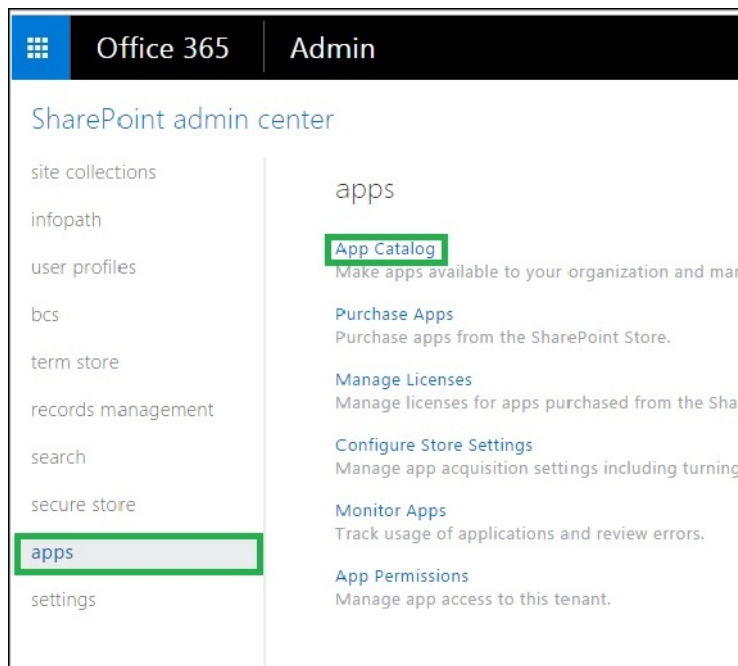 Office 365
Admin
SharePoint admin center
site collections
infopath
user profiles
bcs
term store
records management
search
secure store
apps
settings
apps
App Catalog
Make apps available to your organization and mar
Purchase Apps
Purchase apps from the SharePoint Store.
Manage Licenses
Manage licenses for apps purchased from the Sha
Configure Store Settings
Manage app acquisition settings including turning
Monitor Apps
Track usage of applications and review errors.
App Permissions
Manage app access to this tenant.